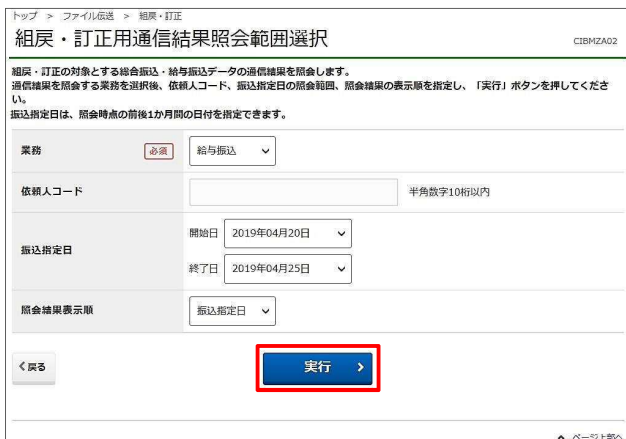 トップ > ファイル伝送 > 組戻・訂正
組戻・訂正用通信結果照会範囲選択
CIBMZA02
組戻・訂正の対象とする総合振込・給与振込データの通信結果を照会します。
通信結果を照会する業務を選択後、依頼人コード、振込指定日の照会範囲、照会結果の表示順を指定し、「実行」ボタンを押してくださ
い。
振込指定日は、照会時点の前後1か月間の日付を指定できます。
業務 必須 給与振込
依頼人コード 半角数字10桁以内
振込指定日
開始日 2019年04月20日
終了日 2019年04月25日
照会結果表示順 振込指定日
戻る
実行
ページ上部へ